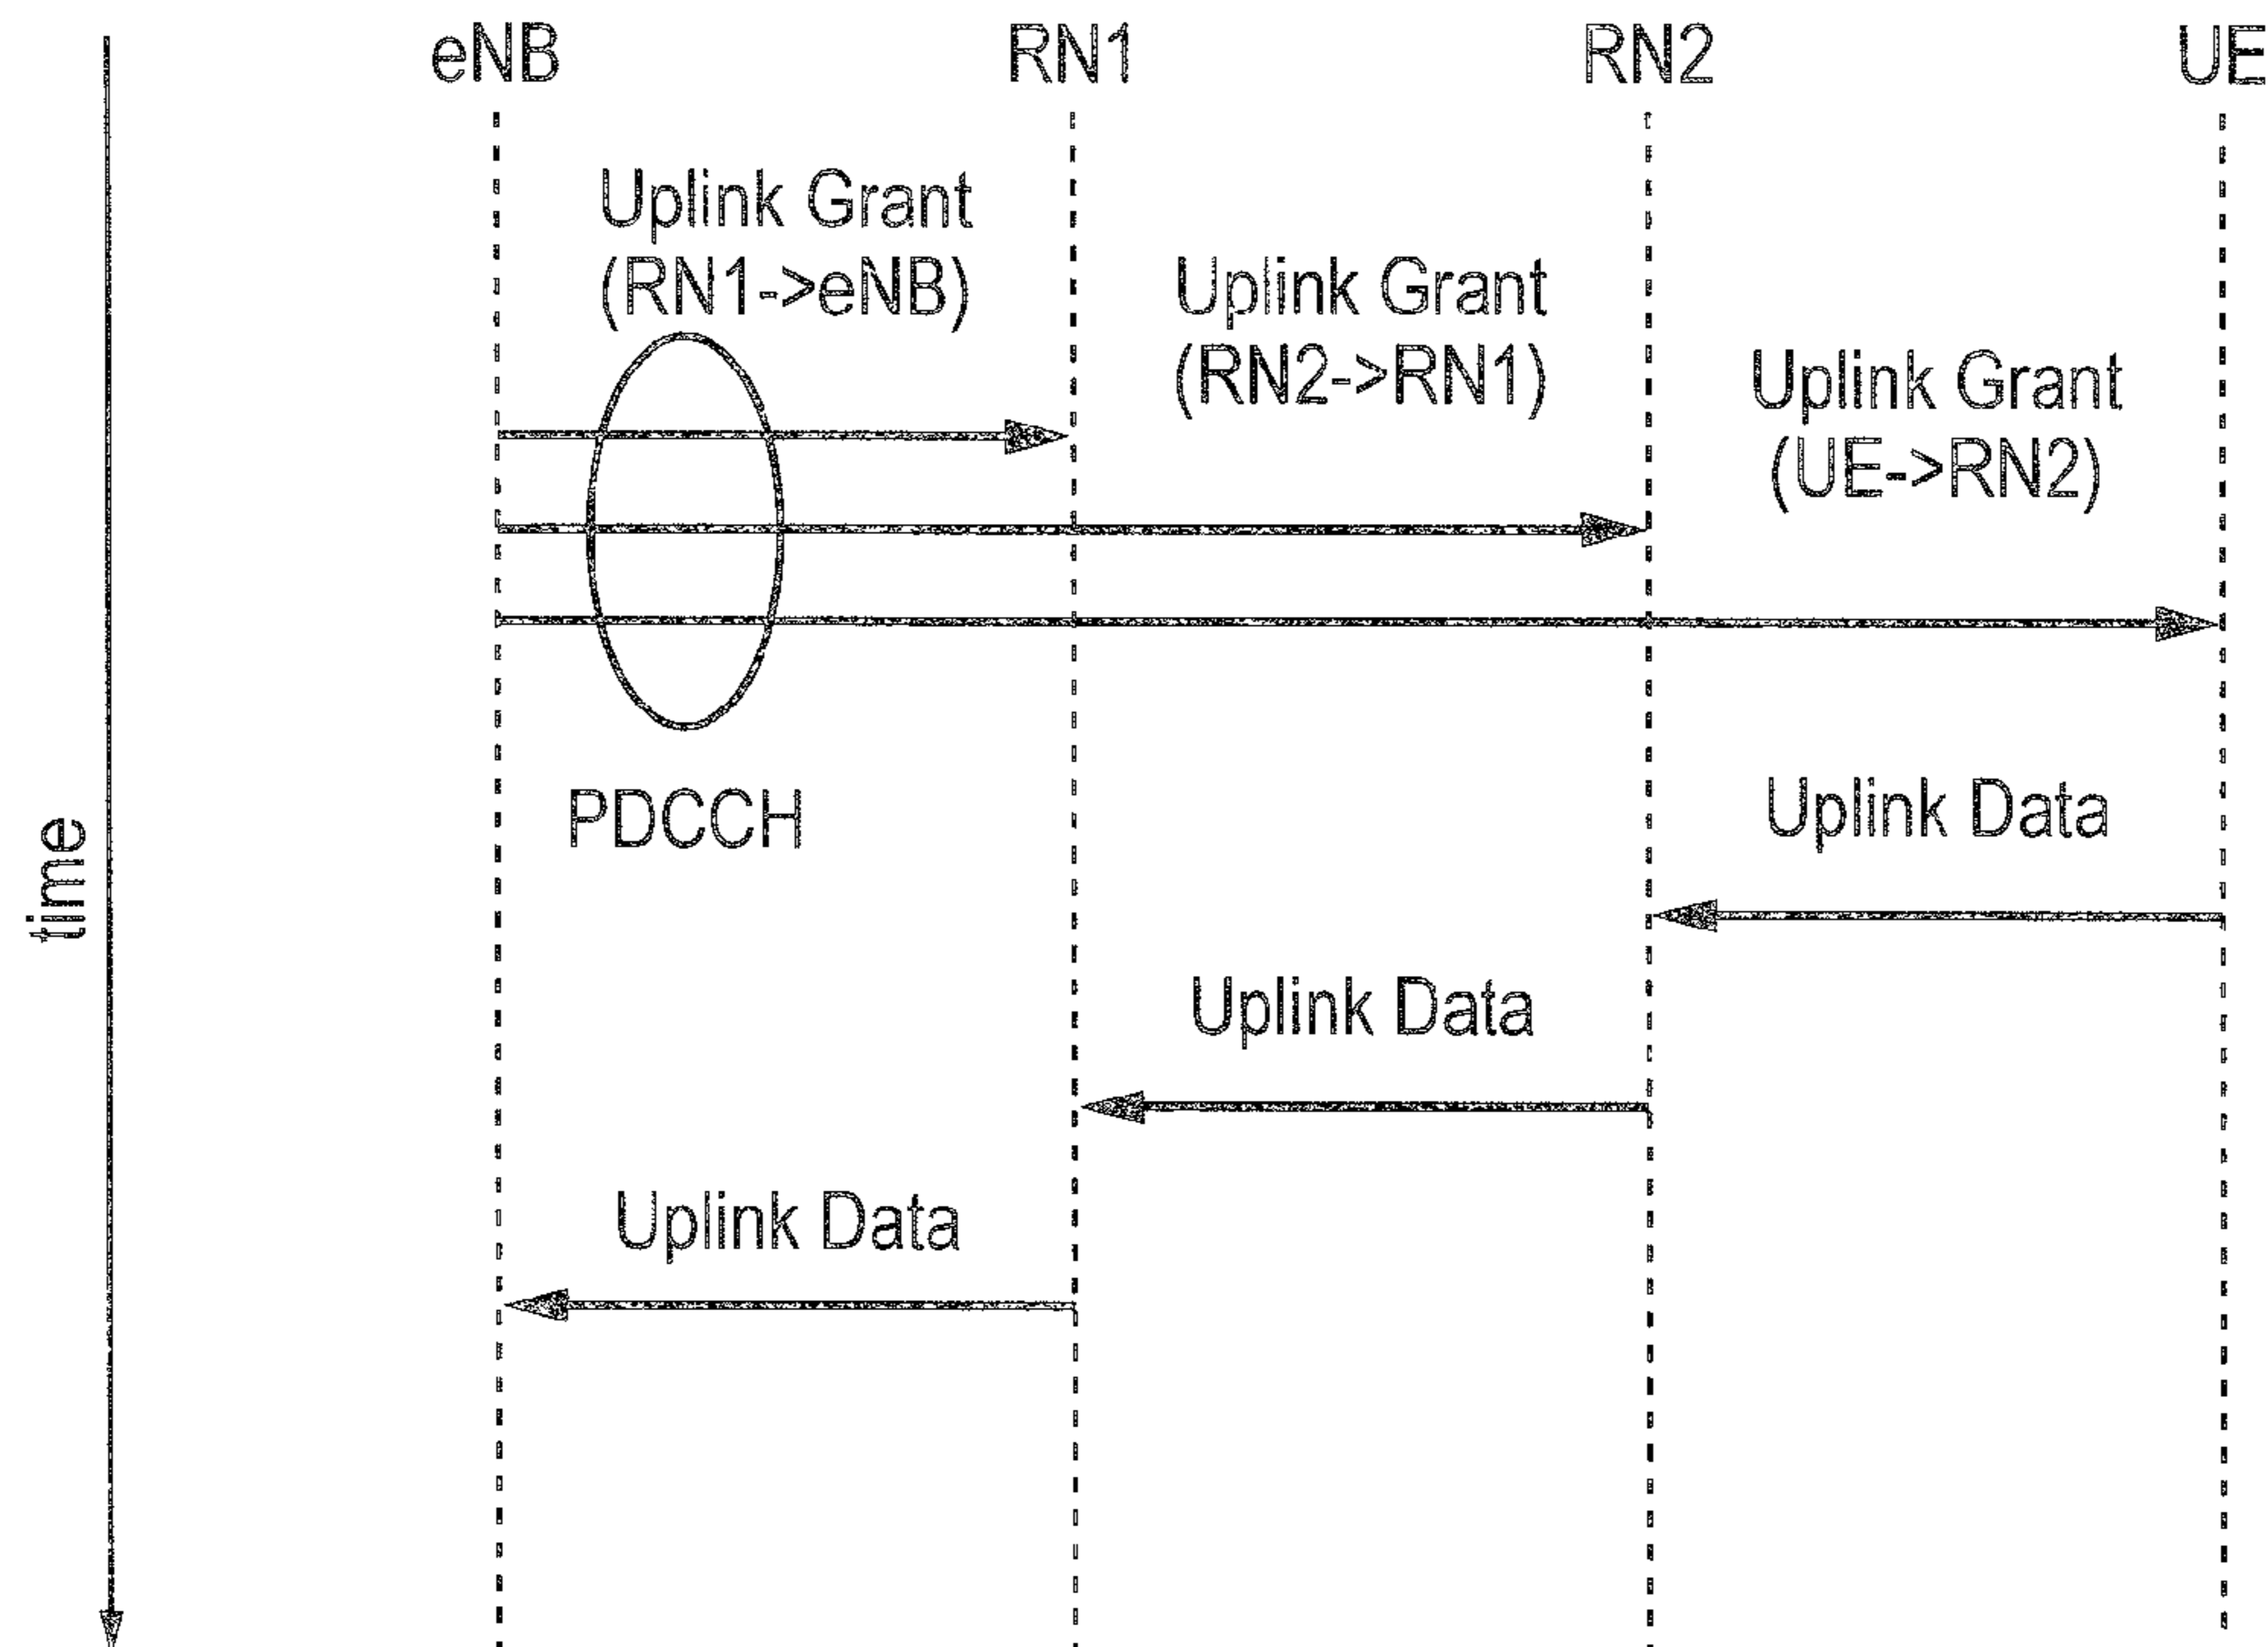 eNB
RN1
RN2
UE
Uplink Grant
(RN1->eNB)
Uplink Grant
(RN2->RN1)
Uplink Grant
(UE->RN2)
PDCCH
time
Uplink Data
Uplink Data
Uplink Data